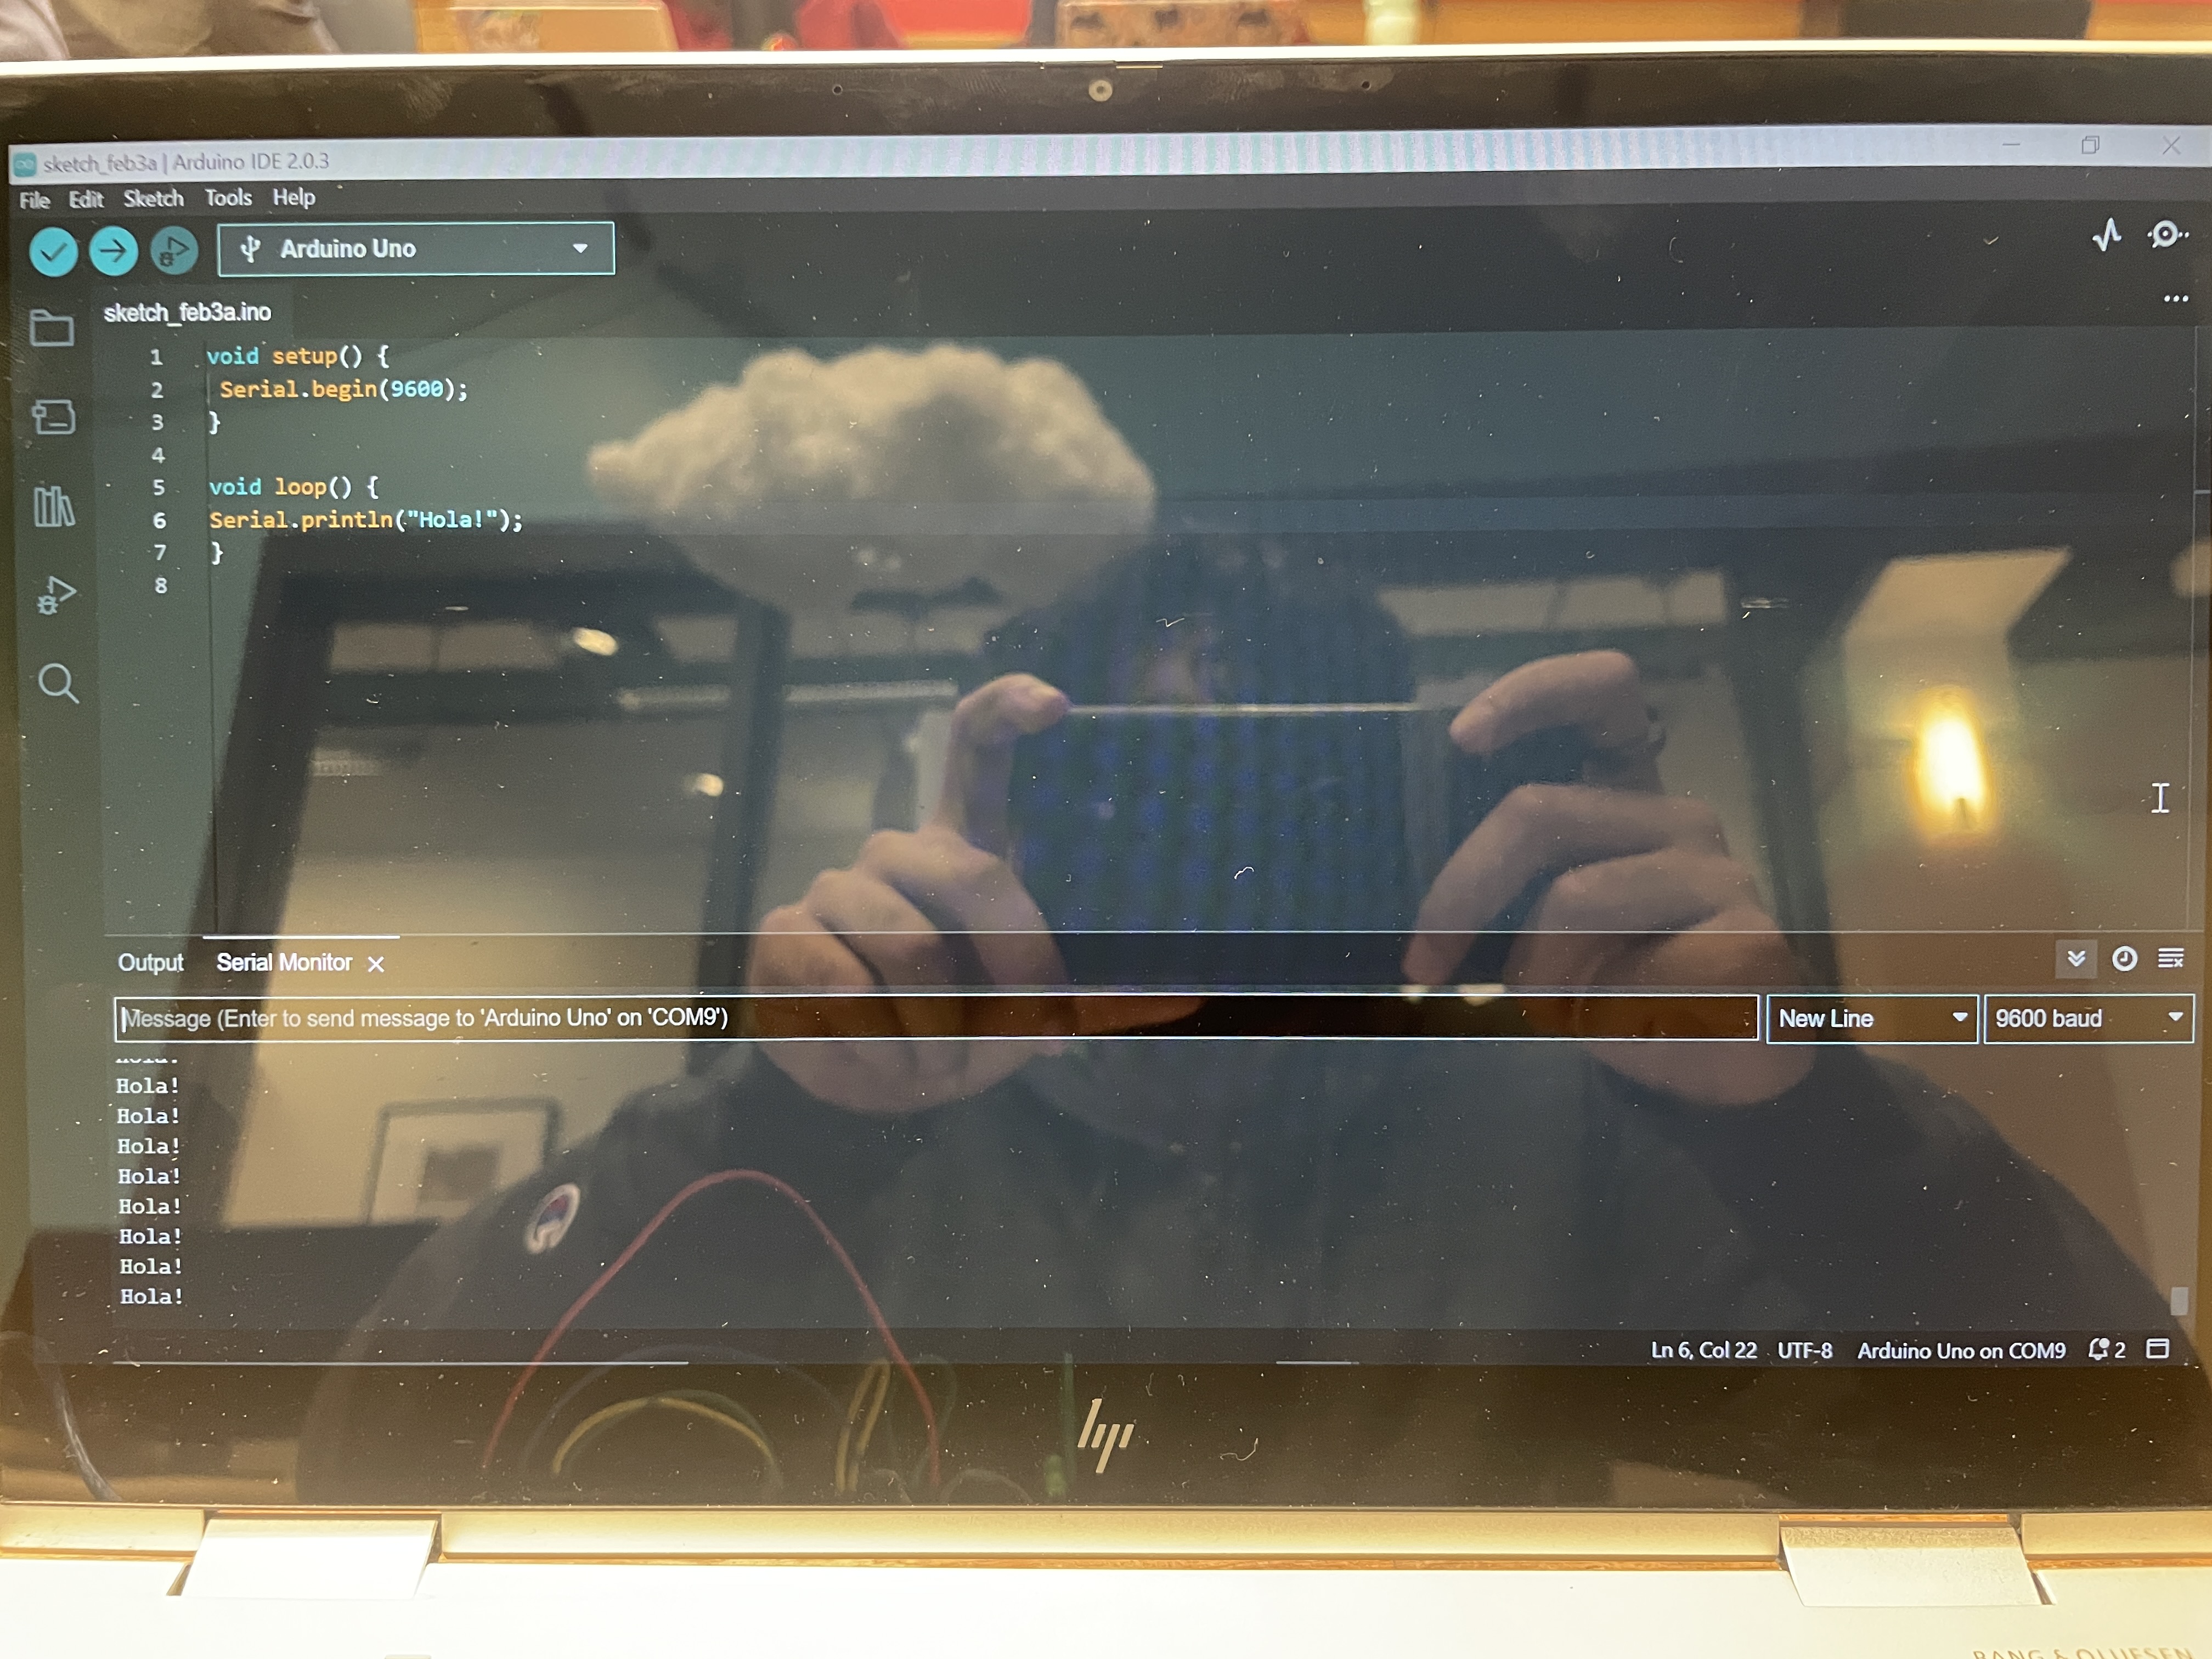 sketch_feb3a | Arduino IDE 2.0.3
File Edit Sketch Tools Help
Arduino Uno
sketch_feb3a.ino
1 void setup() {
2 Serial.begin(9600);
3 }
4
5 void loop() {
6 Serial.println("Hola!");
7 }
8
Output Serial Monitor
Message (Enter to send message to 'Arduino Uno' on 'COM9') New Line 9600 baud
Hola!
Hola!
Hola!
Hola!
Hola!
Hola!
Hola!
Hola!
Hola!
Ln 6, Col 22 UTF-8 Arduino Uno on COM9 2
hp
BANG & OLUFSEN